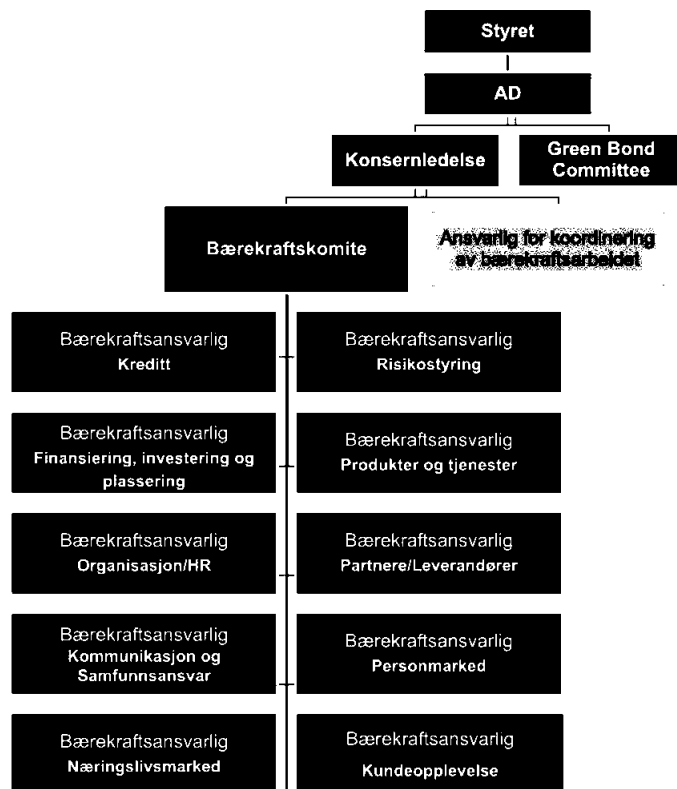 Styret
AD
Konsernledelse
Green Bond
Committee
Bærekraftskomite
Ansvarlig for koordinering
av bærekraftsarbeidet
Bærekraftsansvarlig
Kreditt
Bærekraftsansvarlig
Risikostyring
Bærekraftsansvarlig
Finansiering, investering og
plassering
Bærekraftsansvarlig
Produkter og tjenester
Bærekraftsansvarlig
Organisasjon/HR
Bærekraftsansvarlig
Partnere/Leverandører
Bærekraftsansvarlig
Kommunikasjon og
Samfunnsansvar
Bærekraftsansvarlig
Personmarked
Bærekraftsansvarlig
Næringslivsmarked
Bærekraftsansvarlig
Kundeopplevelse